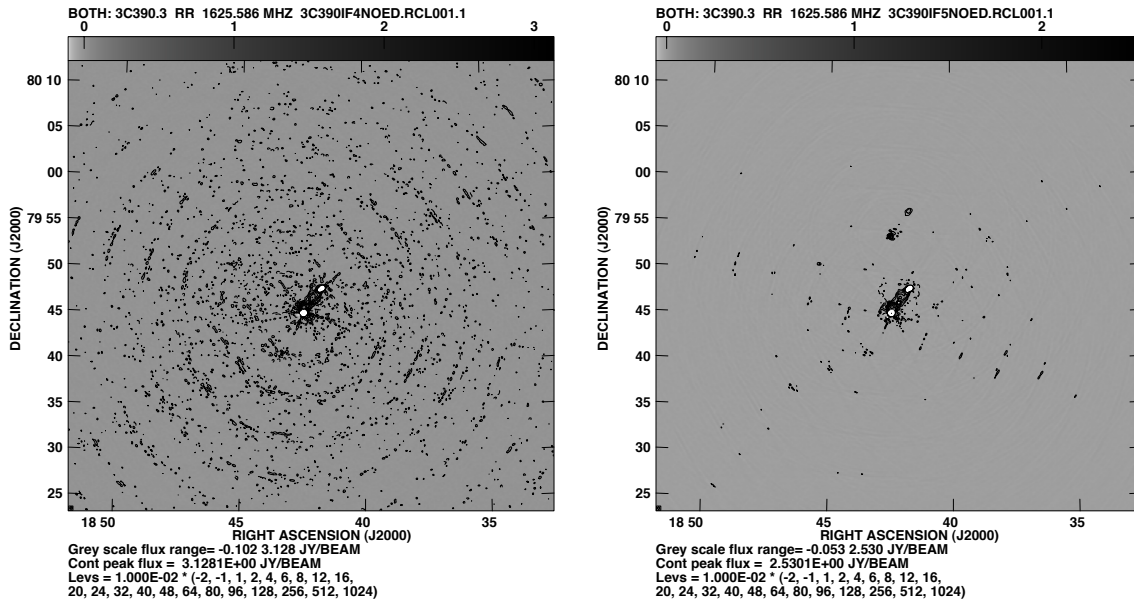 BOTH: 3C390.3 RR 1625.586 MHZ 3C390IF4NOED.RCL001.1
0 1 2 3
DECLINATION (J2000)
80 10
05
00
79 55
50
45
40
35
30
25
18 50 45 40 35
RIGHT ASCENSION (J2000)
Grey scale flux range= -0.102 3.128 JY/BEAM
Cont peak flux = 3.1281E+00 JY/BEAM
Levs = 1.000E-02 * (-2, -1, 1, 2, 4, 6, 8, 12, 16,
20, 24, 32, 40, 48, 64, 80, 96, 128, 256, 512, 1024)
BOTH: 3C390.3 RR 1625.586 MHZ 3C390IF5NOED.RCL001.1
0 1 2
DECLINATION (J2000)
80 10
05
00
79 55
50
45
40
35
30
25
18 50 45 40 35
RIGHT ASCENSION (J2000)
Grey scale flux range= -0.053 2.530 JY/BEAM
Cont peak flux = 2.5301E+00 JY/BEAM
Levs = 1.000E-02 * (-2, -1, 1, 2, 4, 6, 8, 12, 16,
20, 24, 32, 40, 48, 64, 80, 96, 128, 256, 512, 1024)